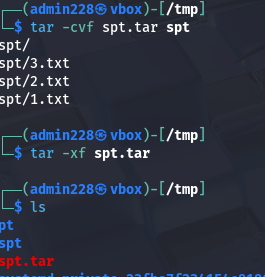 (admin228㉿vbox)-[/tmp]
$ tar -cvf spt.tar spt
spt/
spt/3.txt
spt/2.txt
spt/1.txt
(admin228㉿vbox)-[/tmp]
$ tar -xf spt.tar
(admin228㉿vbox)-[/tmp]
$ ls
pt
spt
spt.tar